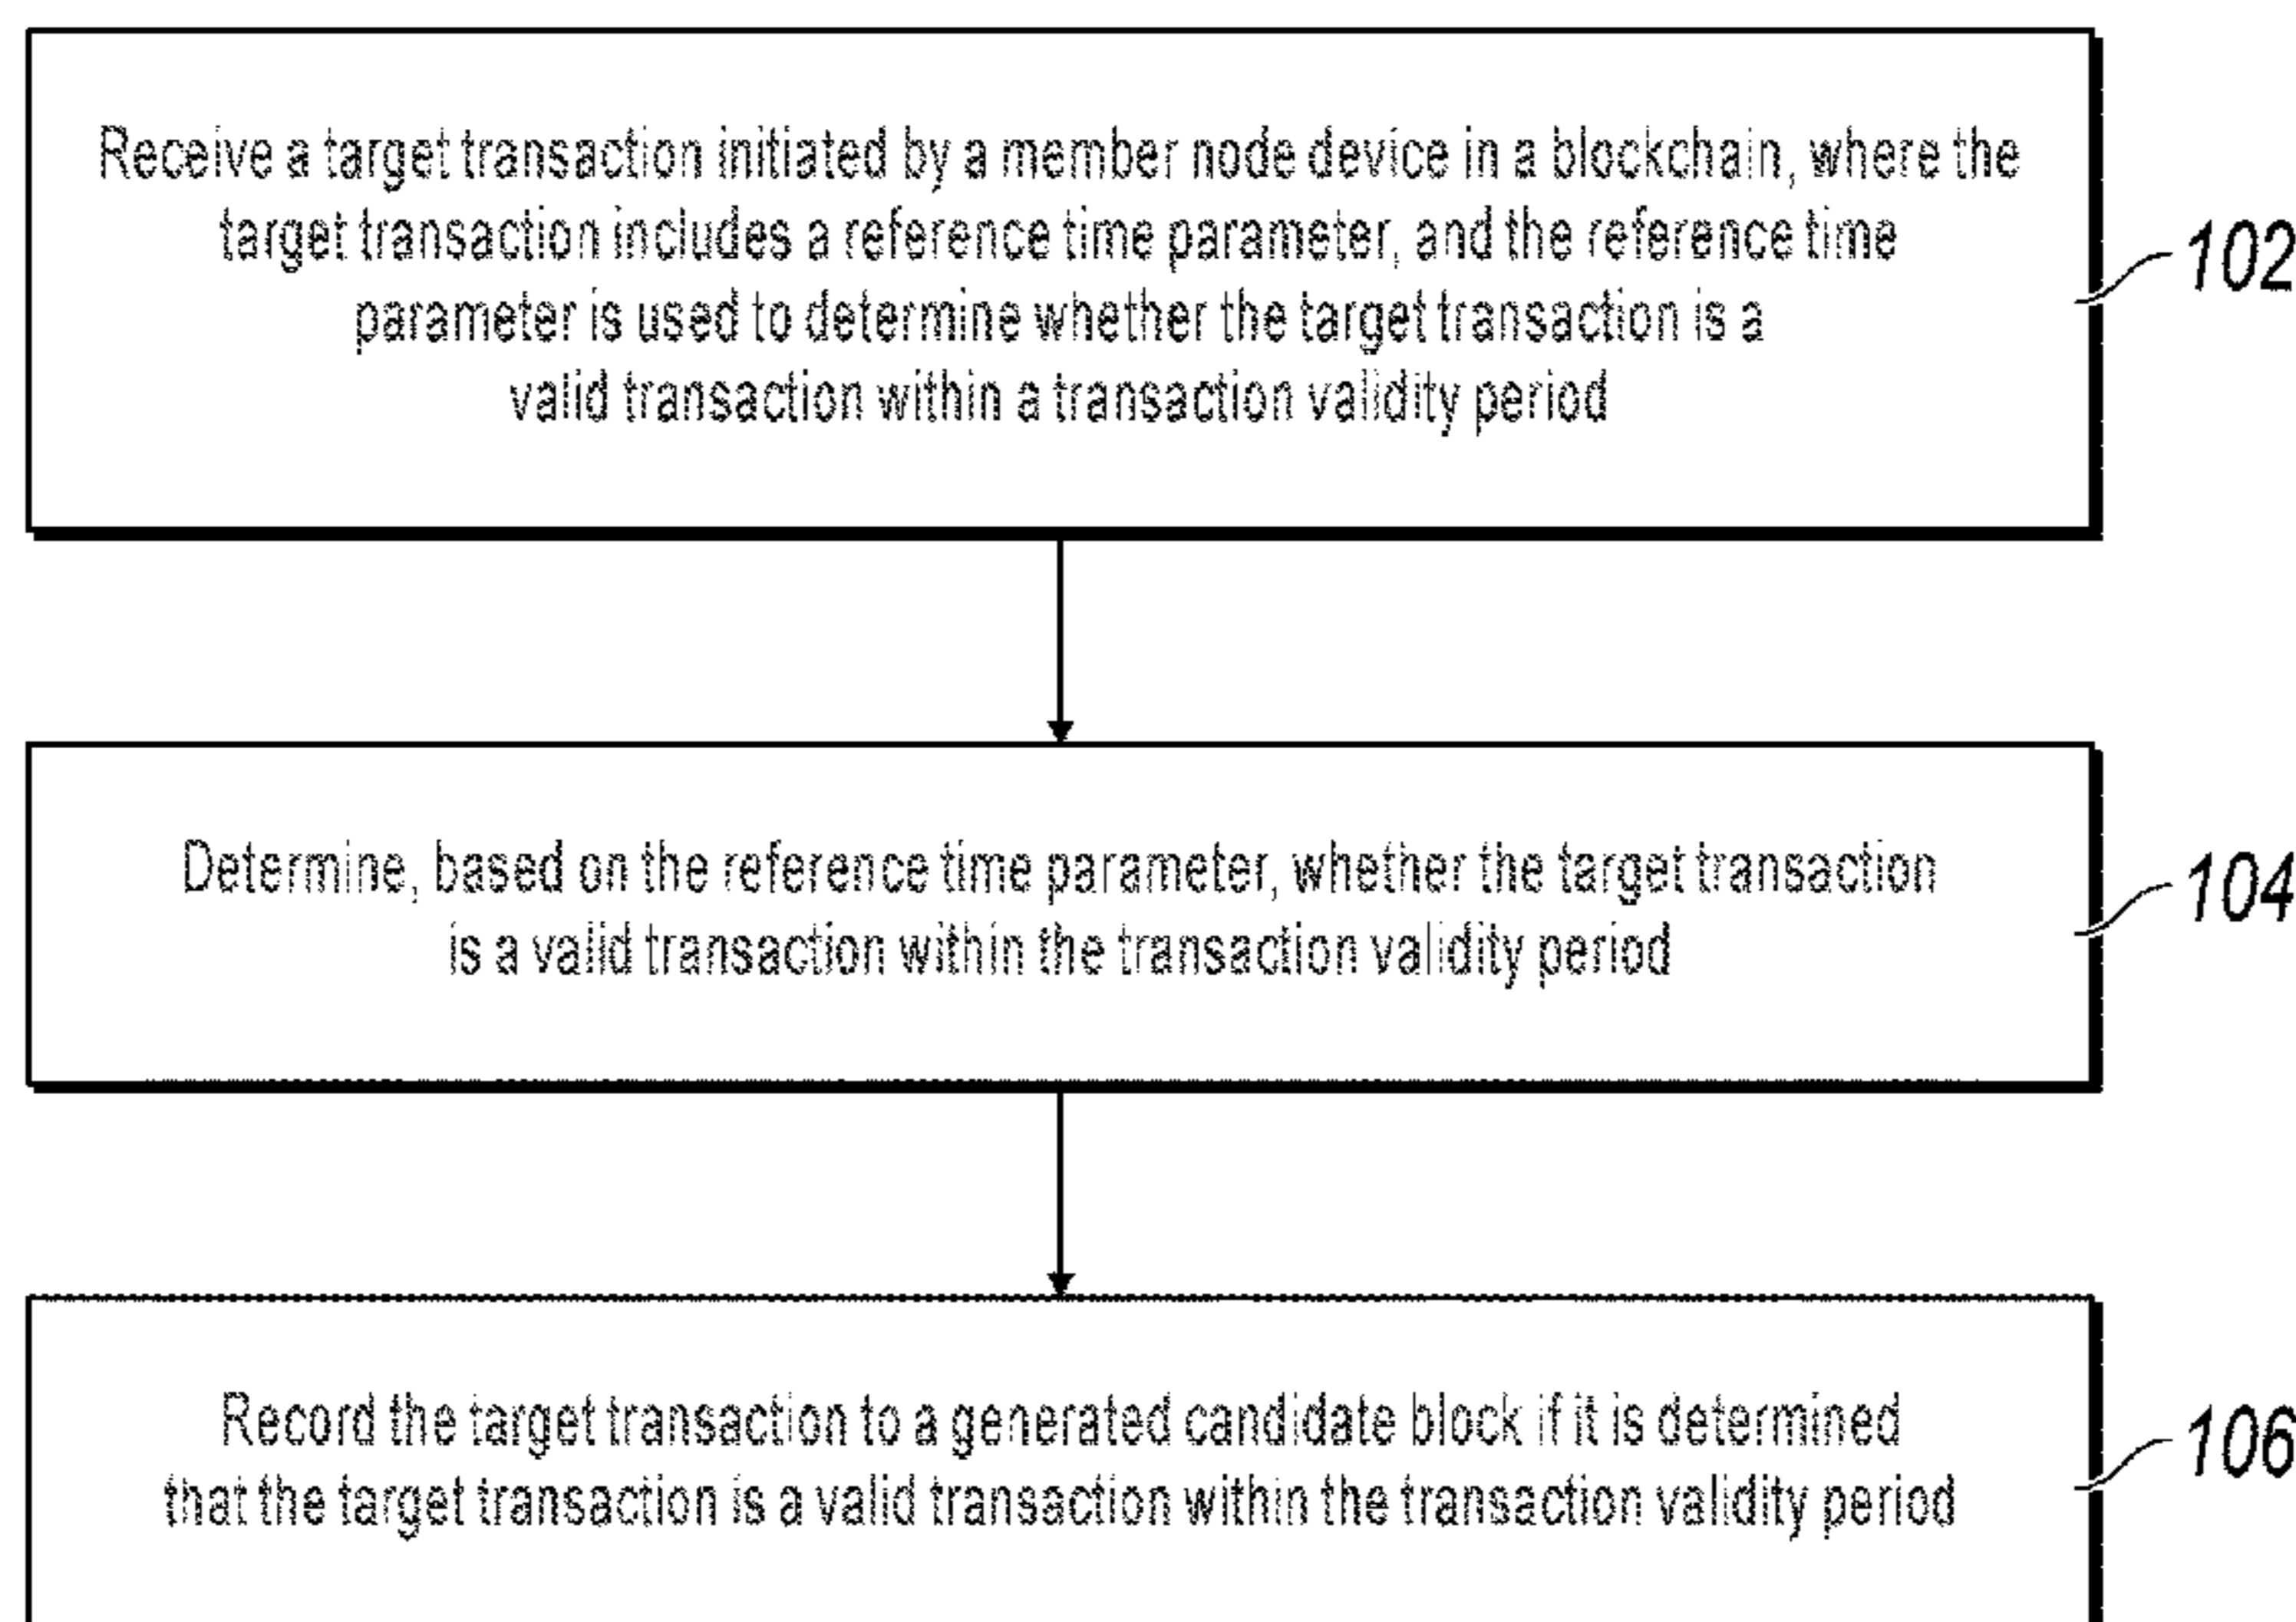 Receive a target transaction initiated by a member node device in a blockchain, where the
target transaction includes a reference time parameter, and the reference time
parameter is used to determine whether the target transaction is a
valid transaction within a transaction validity period
102
Determine, based on the reference time parameter, whether the target transaction
is a valid transaction within the transaction validity period
104
Record the target transaction to a generated candidate block if it is determined
that the target transaction is a valid transaction within the transaction validity period
106